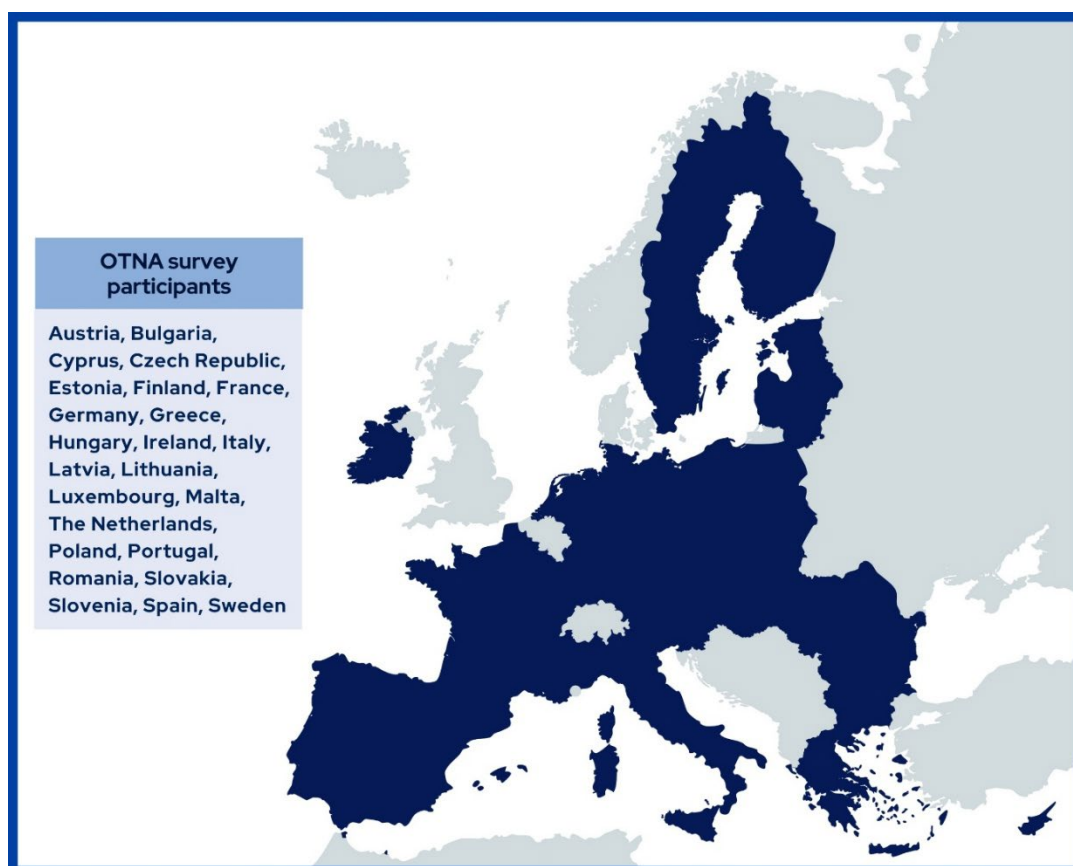 OTNA survey
participants
Austria, Bulgaria,
Cyprus, Czech Republic,
Estonia, Finland, France,
Germany, Greece,
Hungary, Ireland, Italy,
Latvia, Lithuania,
Luxembourg, Malta,
The Netherlands,
Poland, Portugal,
Romania, Slovakia,
Slovenia, Spain, Sweden